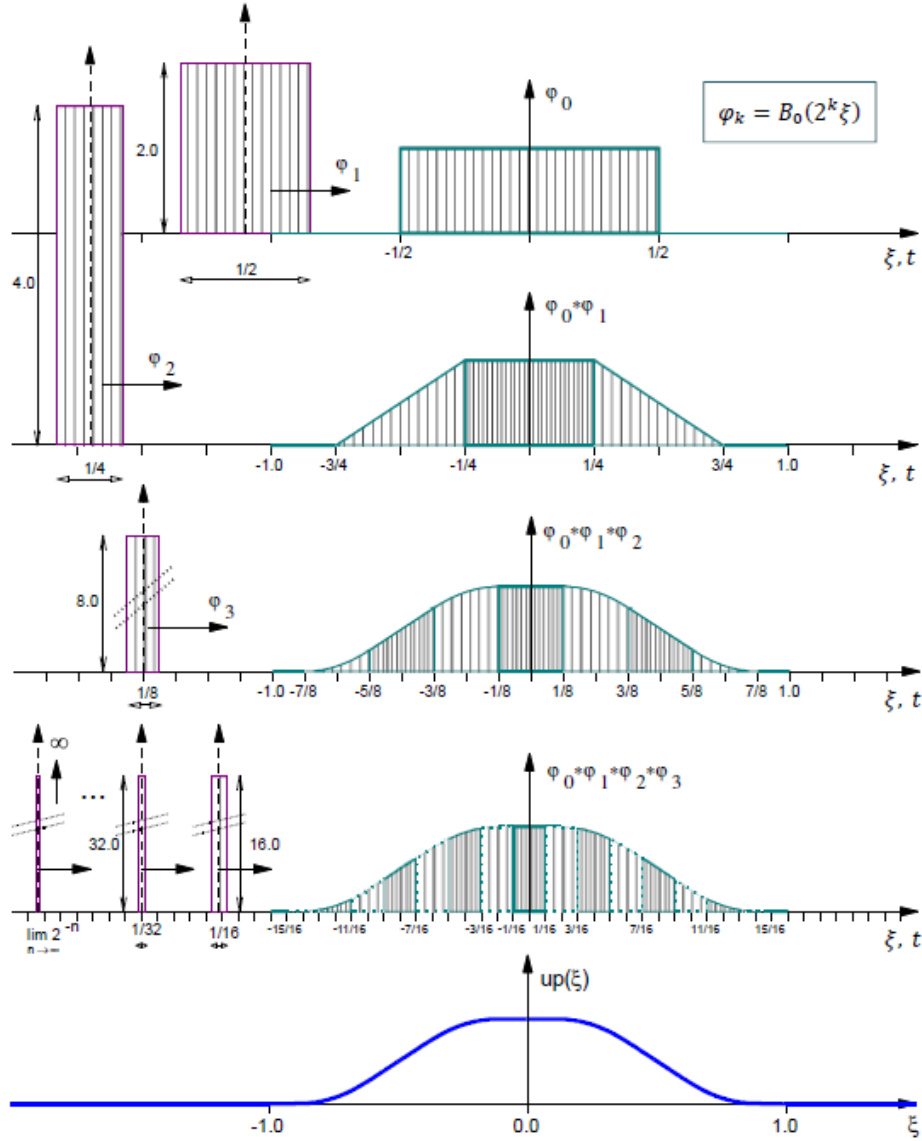 φ_0
φ_k = B_0(2^k ξ)
2.0
φ_1
-1/2
1/2
ξ, t
1/2
4.0
φ_0*φ_1
φ_2
1/4
-1.0 -3/4 -1/4 1/4 3/4 1.0
ξ, t
φ_0*φ_1*φ_2
8.0
φ_3
1/8
-1.0 -7/8 -5/8 -3/8 -1/8 1/8 3/8 5/8 7/8 1.0
ξ, t
∞
φ_0*φ_1*φ_2*φ_3
...
32.0
16.0
lim 2^-n
n→∞
1/32
1/16
-15/16 -11/16 -7/16 -3/16 -1/16 1/16 3/16 7/16 11/16 15/16
ξ, t
up(ξ)
-1.0 0.0 1.0 ξ